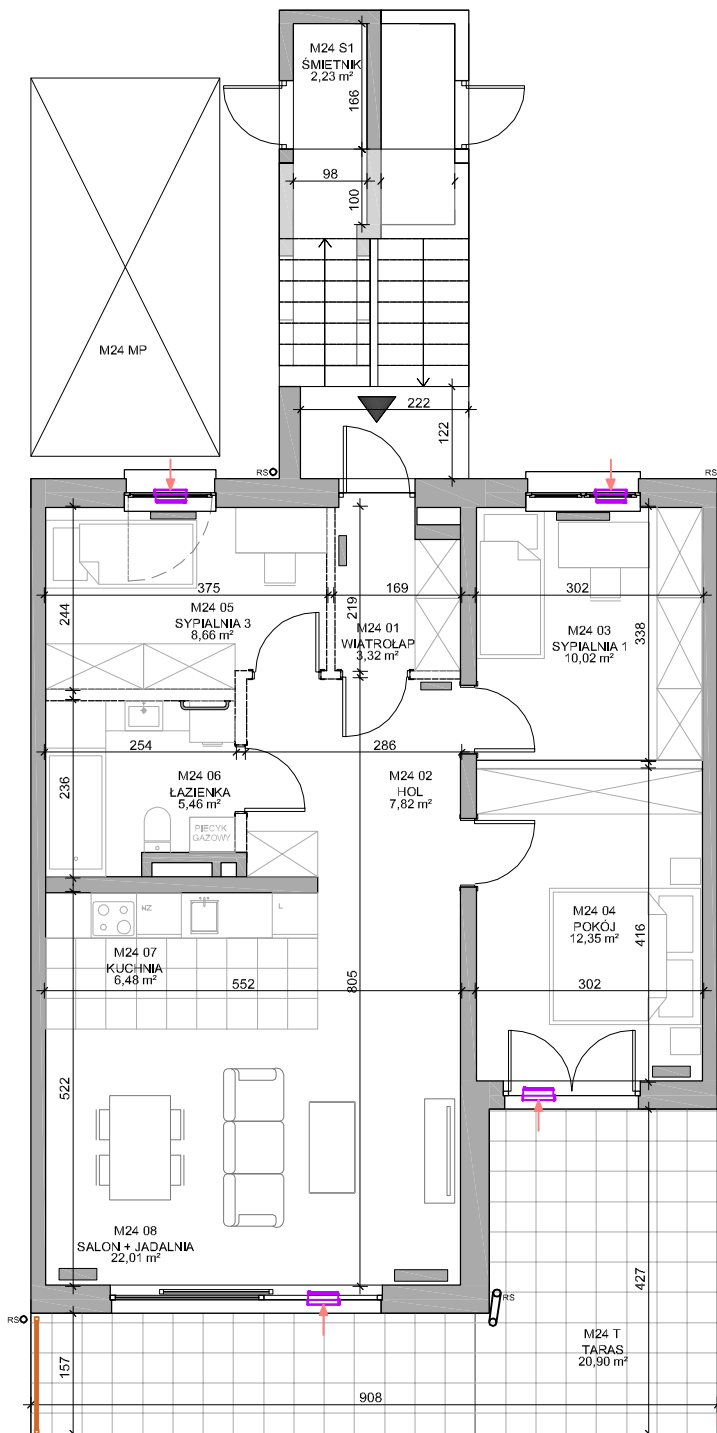 M24 S1
ŚMIETNIK
2,23 m²
166
98
100
M24 MP
222
122
RS
RS
375
169
302
244
219
338
M24 05
SYPIALNIA 3
8,66 m²
M24 01
WIATROŁAP
3,32 m²
M24 03
SYPIALNIA 1
10,02 m²
254
286
236
M24 06
ŁAZIENKA
5,46 m²
M24 02
HOL
7,82 m²
PIECYK
GAZOWY
NZ
L
M24 07
KUCHNIA
6,48 m²
M24 04
POKÓJ
12,35 m²
416
552
805
302
522
M24 08
SALON + JADALNIA
22,01 m²
427
RS
RS
M24 T
TARAS
20,90 m²
157
908